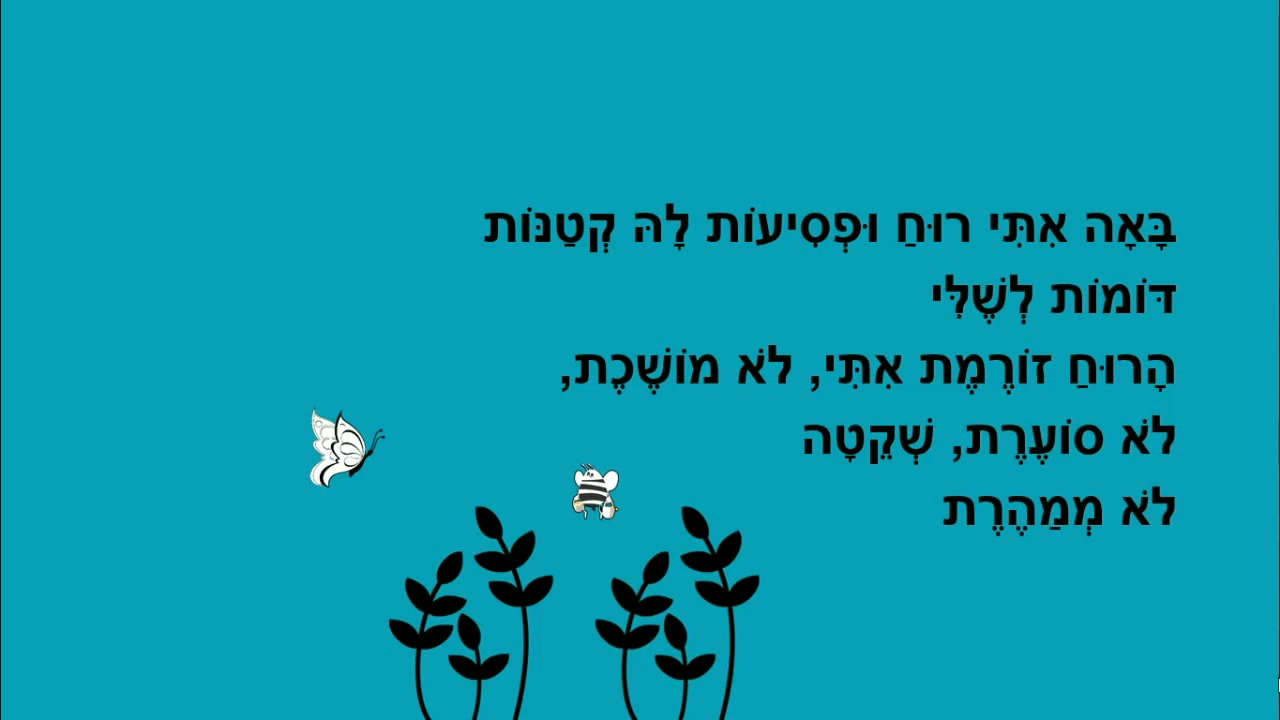 בָּאָה אִתִּי רוּחַ וּפְסִיעוֹת לָהּ קְטַנּוֹת
דּוֹמוֹת לְשֶׁלִּי
הָרוּחַ זוֹרֶמֶת אִתִּי, לֹא מוֹשֶׁכֶת,
לֹא סוֹעֶרֶת, שְׁקֵטָה
לֹא מְמַהֶרֶת